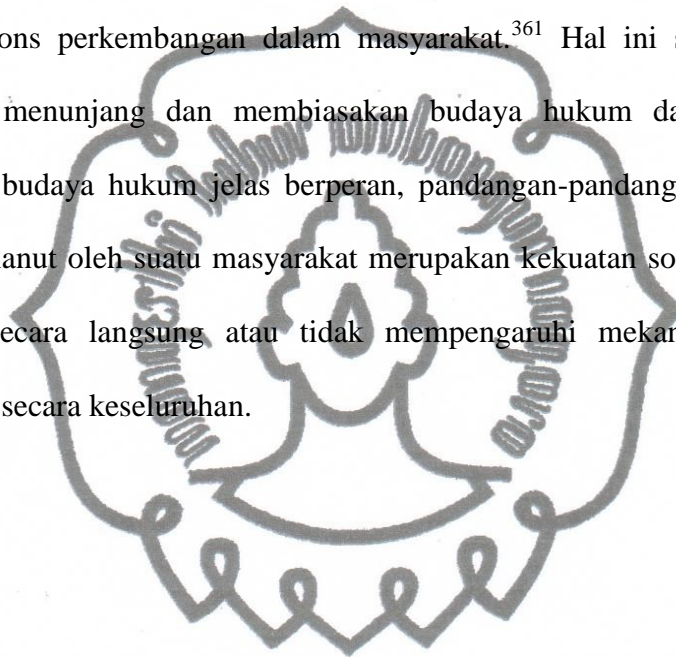 ons perkembangan dalam masyarakat.³⁶¹ Hal ini s
menunjang dan membiasakan budaya hukum da
budaya hukum jelas berperan, pandangan-pandang
anut oleh suatu masyarakat merupakan kekuatan so
ecara langsung atau tidak mempengaruhi mekan
secara keseluruhan.